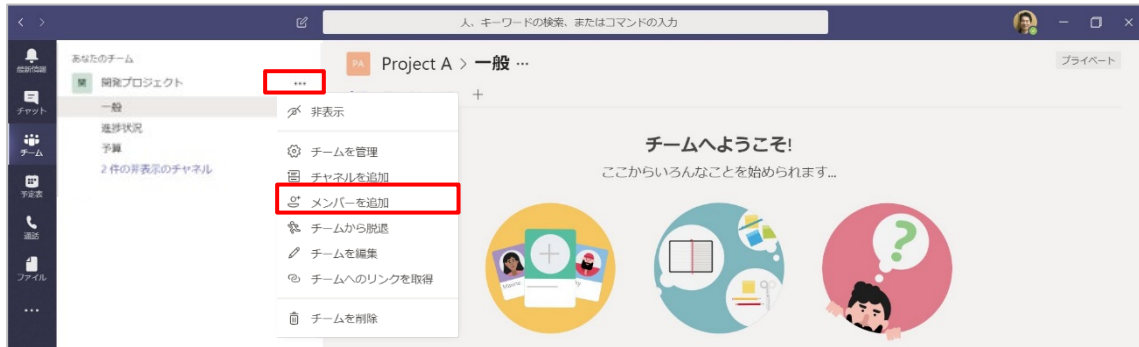 人、キーワードの検索、またはコマンドの入力
最新情報
チャット
チーム
予定表
通話
ファイル
…
あなたのチーム
開 開発プロジェクト …
一般
進捗状況
予算
2 件の非表示のチャネル
非表示
チームを管理
チャネルを追加
メンバーを追加
チームから脱退
チームを編集
チームへのリンクを取得
チームを削除
PA Project A > 一般 …
プライベート
チームへようこそ!
ここからいろんなことを始められます...